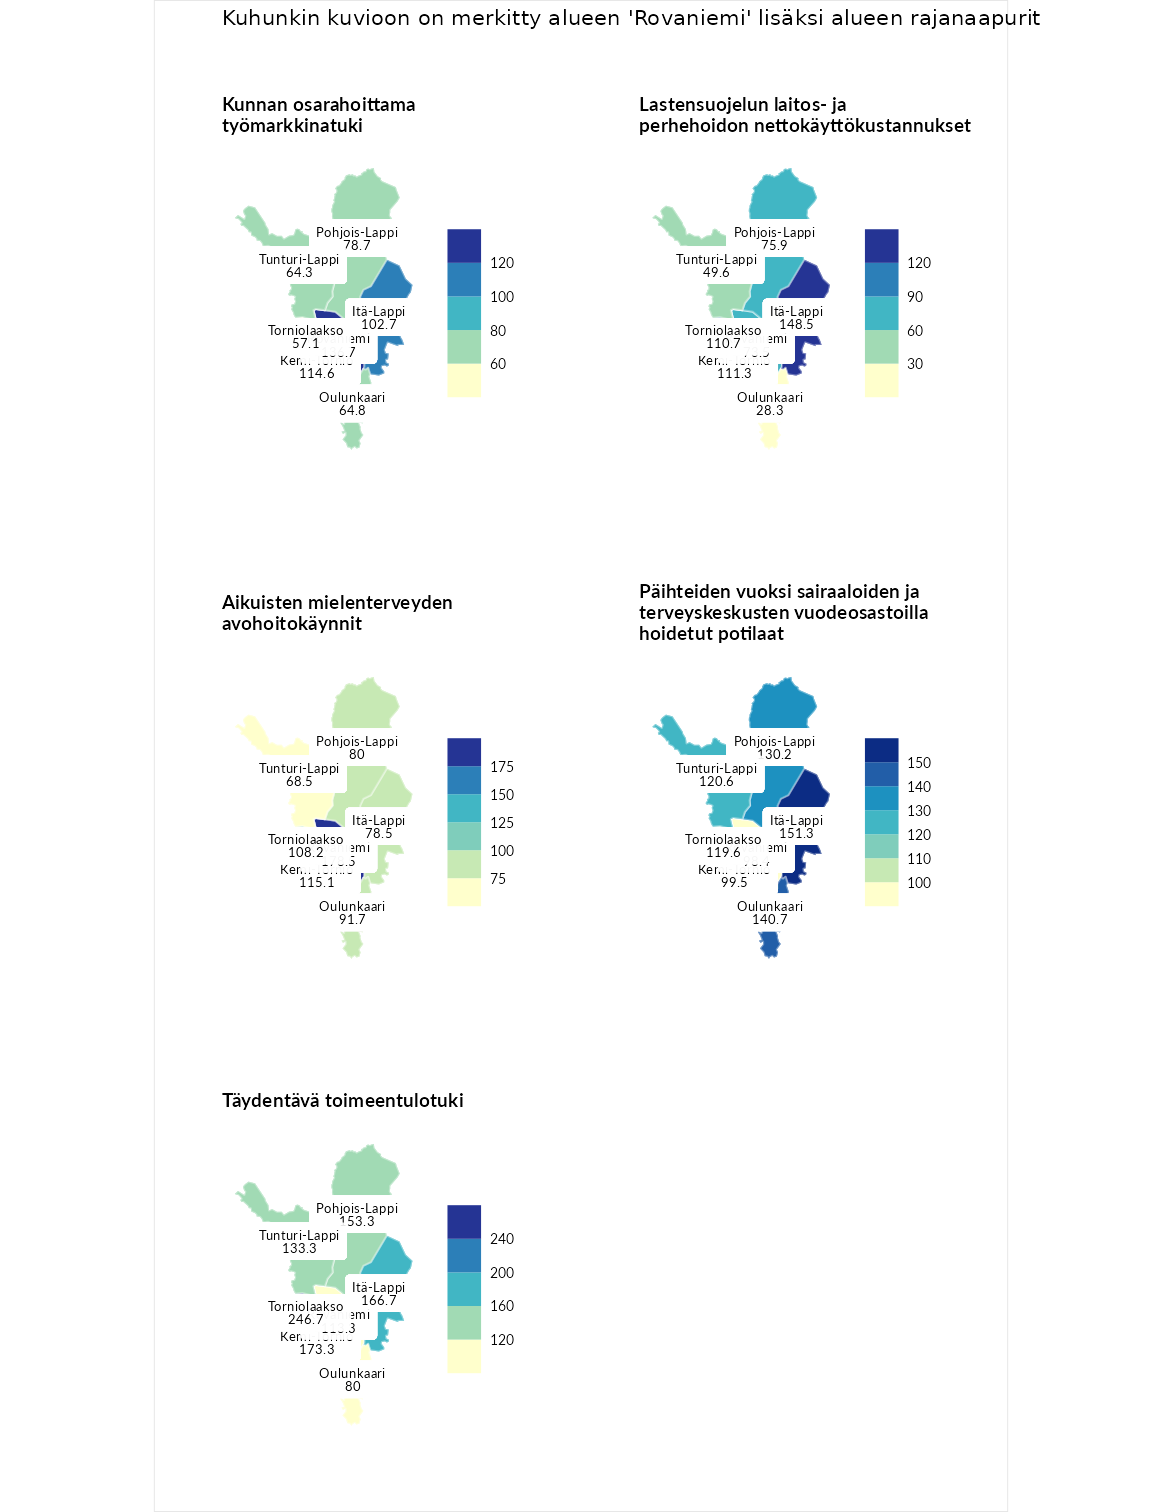 Kuhunkin kuvioon on merkitty alueen 'Rovaniemi' lisäksi alueen rajanaapurit
Kunnan osarahoittama
työmarkkinatuki
Pohjois-Lappi
78.7
Tunturi-Lappi
64.3
Itä-Lappi
102.7
Torniolaakso
57.1
114.6
Oulunkaari
64.8
120
100
80
60
Lastensuojelun laitos- ja
perhehoidon nettokäyttökustannukset
Pohjois-Lappi
75.9
Tunturi-Lappi
49.6
Itä-Lappi
148.5
Torniolaakso
110.7
111.3
Oulunkaari
28.3
120
90
60
30
Aikuisten mielenterveyden
avohoitokäynnit
Pohjois-Lappi
80
Tunturi-Lappi
68.5
Itä-Lappi
78.5
Torniolaakso
108.2
115.1
Oulunkaari
91.7
175
150
125
100
75
Päihteiden vuoksi sairaaloiden ja
terveyskeskusten vuodeosastoilla
hoidetut potilaat
Pohjois-Lappi
130.2
Tunturi-Lappi
120.6
Itä-Lappi
151.3
Torniolaakso
119.6
99.5
Oulunkaari
140.7
150
140
130
120
110
100
Täydentävä toimeentulotuki
Pohjois-Lappi
153.3
Tunturi-Lappi
133.3
Itä-Lappi
166.7
Torniolaakso
246.7
173.3
Oulunkaari
80
240
200
160
120